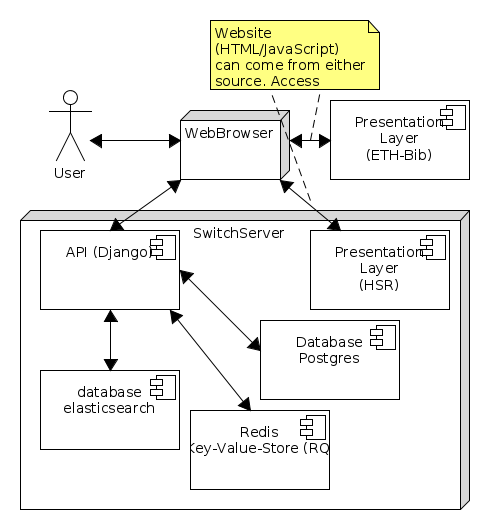 Website
(HTML/JavaScript)
can come from either
source. Access
WebBrowser
Presentation
Layer
(ETH-Bib)
User
SwitchServer
API (Django)
Presentation
Layer
(HSR)
Database
Postgres
database
elasticsearch
Redis
Key-Value-Store (RQ